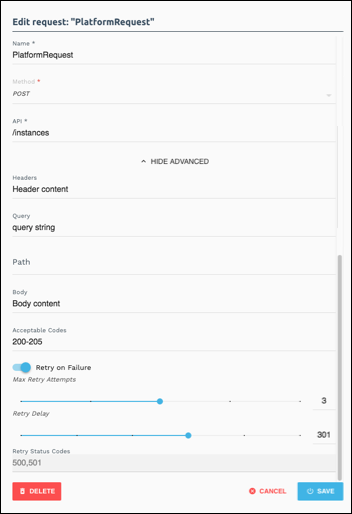 Edit request: "PlatformRequest"
Name *
PlatformRequest
Method *
POST
API *
/instances
HIDE ADVANCED
Headers
Header content
Query
query string
Path
Body
Body content
Acceptable Codes
200-205
Retry on Failure
Max Retry Attempts
3
Retry Delay
301
Retry Status Codes
500,501
DELETE CANCEL SAVE